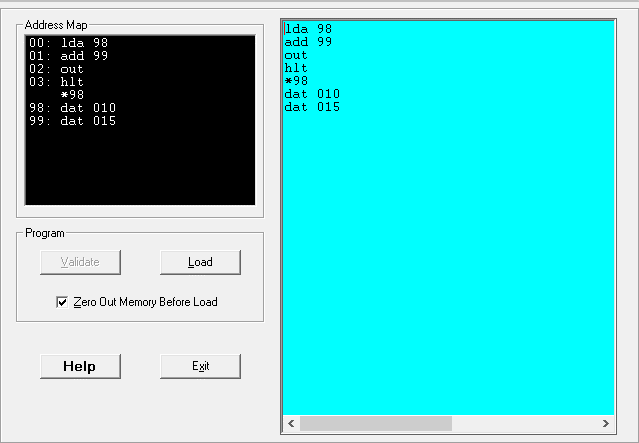 Address Map
00: lda 98
01: add 99
02: out
03: hlt
*98
98: dat 010
99: dat 015
Program
Validate
Load
Zero Out Memory Before Load
Help
Exit
lda 98
add 99
out
hlt
*98
dat 010
dat 015